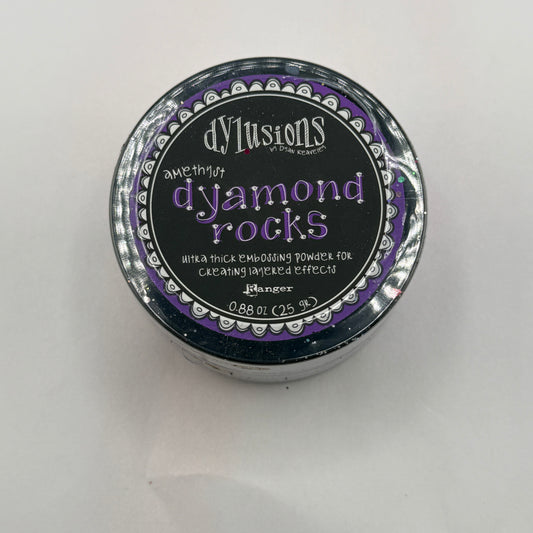 dylusions
by Dyan Reaveley
amethyst
dyamond
rocks
ultra thick embossing powder for
creating layered effects
Ranger
0.88 oz (25 gr)